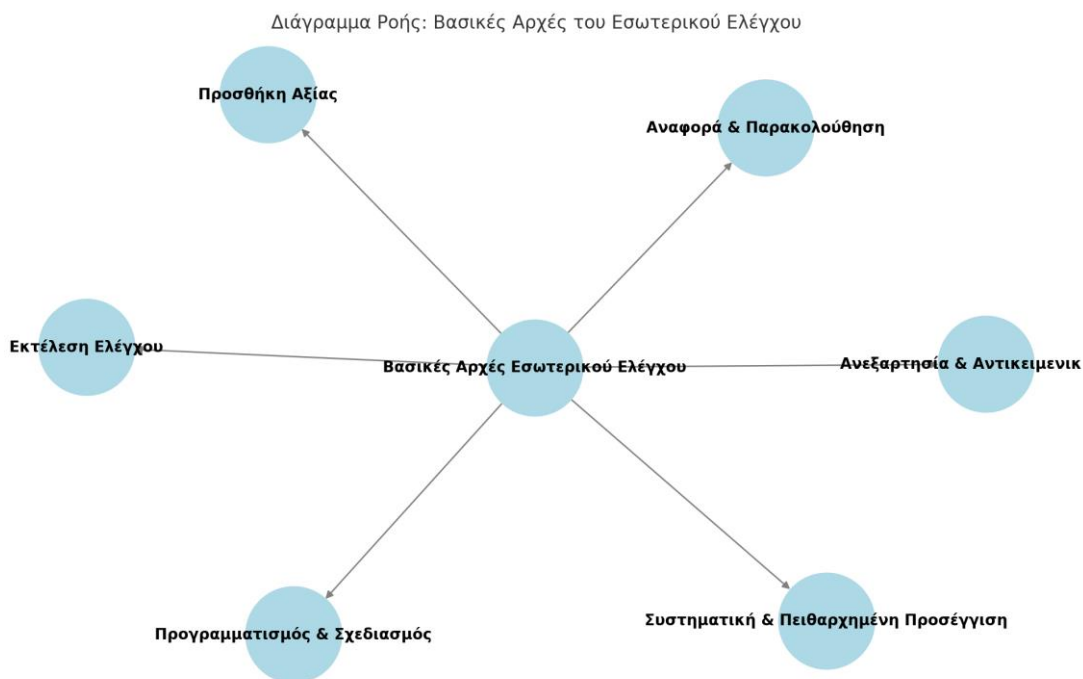 Διάγραμμα Ροής: Βασικές Αρχές του Εσωτερικού Ελέγχου
Προσθήκη Αξίας
Αναφορά & Παρακολούθηση
Εκτέλεση Ελέγχου
Βασικές Αρχές Εσωτερικού Ελέγχου
Ανεξαρτησία & Αντικειμενικ
Προγραμματισμός & Σχεδιασμός
Συστηματική & Πειθαρχημένη Προσέγγιση